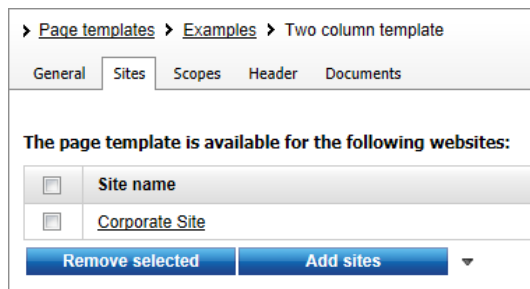 Page templates > Examples > Two column template
General Sites Scopes Header Documents
The page template is available for the following websites:
Site name
Corporate Site
Remove selected Add sites